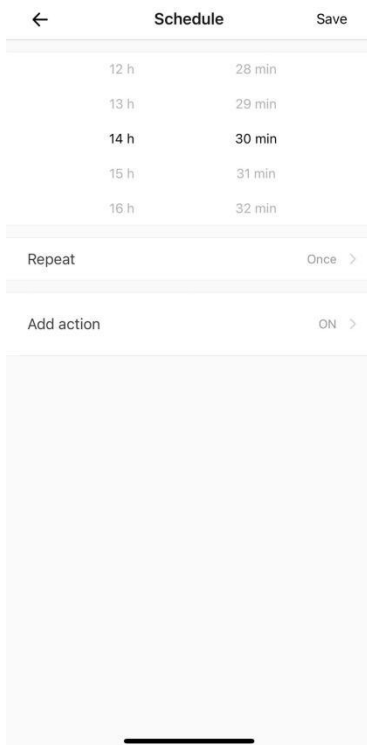 Schedule Save
12 h 28 min
13 h 29 min
14 h 30 min
15 h 31 min
16 h 32 min
Repeat Once
Add action ON